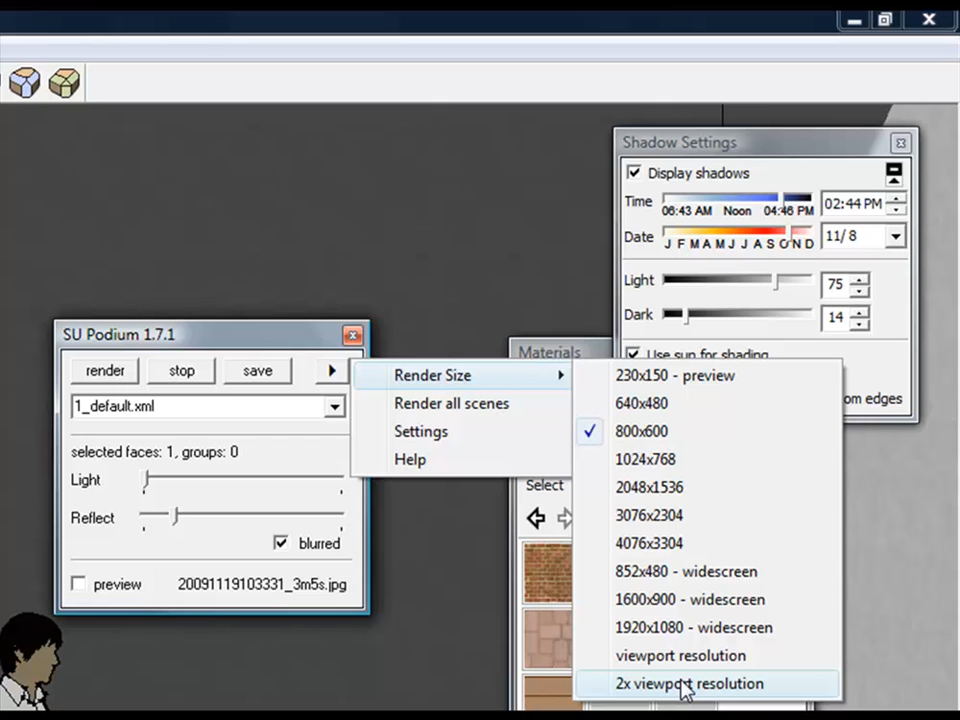 Shadow Settings
Display shadows
Time
06:43 AM Noon 04:46 PM
02:44 PM
Date
J F M A M J J A S O N D
11/ 8
Light
75
Dark
14
Use sun for shading
om edges
SU Podium 1.7.1
render
stop
save
1_default.xml
selected faces: 1, groups: 0
Light
Reflect
blurred
preview
20091119103331_3m5s.jpg
Materials
Select
Render Size
Render all scenes
Settings
Help
230x150 - preview
640x480
800x600
1024x768
2048x1536
3076x2304
4076x3304
852x480 - widescreen
1600x900 - widescreen
1920x1080 - widescreen
viewport resolution
2x viewport resolution